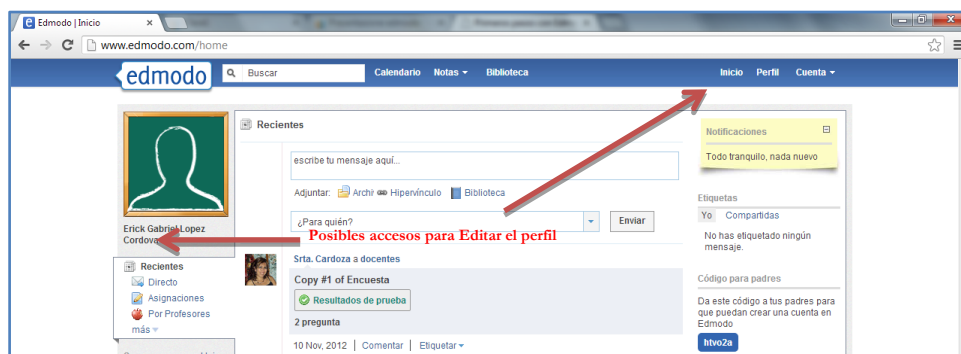 Edmodo | Inicio
www.edmodo.com/home
edmodo
Buscar
Calendario Notas Biblioteca
Inicio Perfil Cuenta
Erick Gabriel Lopez
Cordova
Recientes
Directo
Asignaciones
Por Profesores
más
Recientes
escribe tu mensaje aquí...
Adjuntar: Archi Hipervínculo Biblioteca
¿Para quién?
Enviar
Posibles accesos para Editar el perfil
Srta. Cardoza a docentes
Copy #1 of Encuesta
Resultados de prueba
2 pregunta
10 Nov, 2012 | Comentar | Etiquetar
Notificaciones
Todo tranquilo, nada nuevo
Etiquetas
Yo Compartidas
No has etiquetado ningún
mensaje.
Código para padres
Da este código a tus padres para
que puedan crear una cuenta en
Edmodo
htvo2a